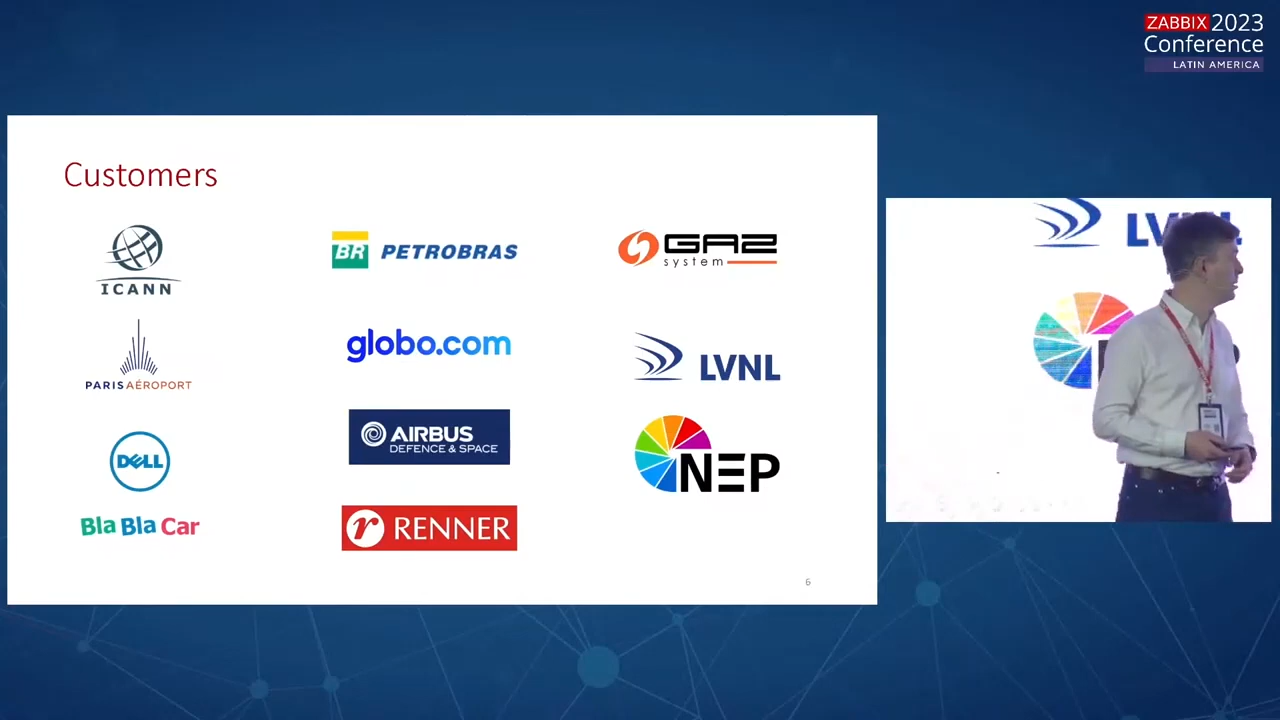 ZABBIX 2023
Conference
LATIN AMERICA
Customers
ICANN
BR PETROBRAS
GAZ
system
PARIS AÉROPORT
globo.com
LVNL
DELL
AIRBUS
DEFENCE & SPACE
NEP
Bla Bla Car
r RENNER
6
LVNL